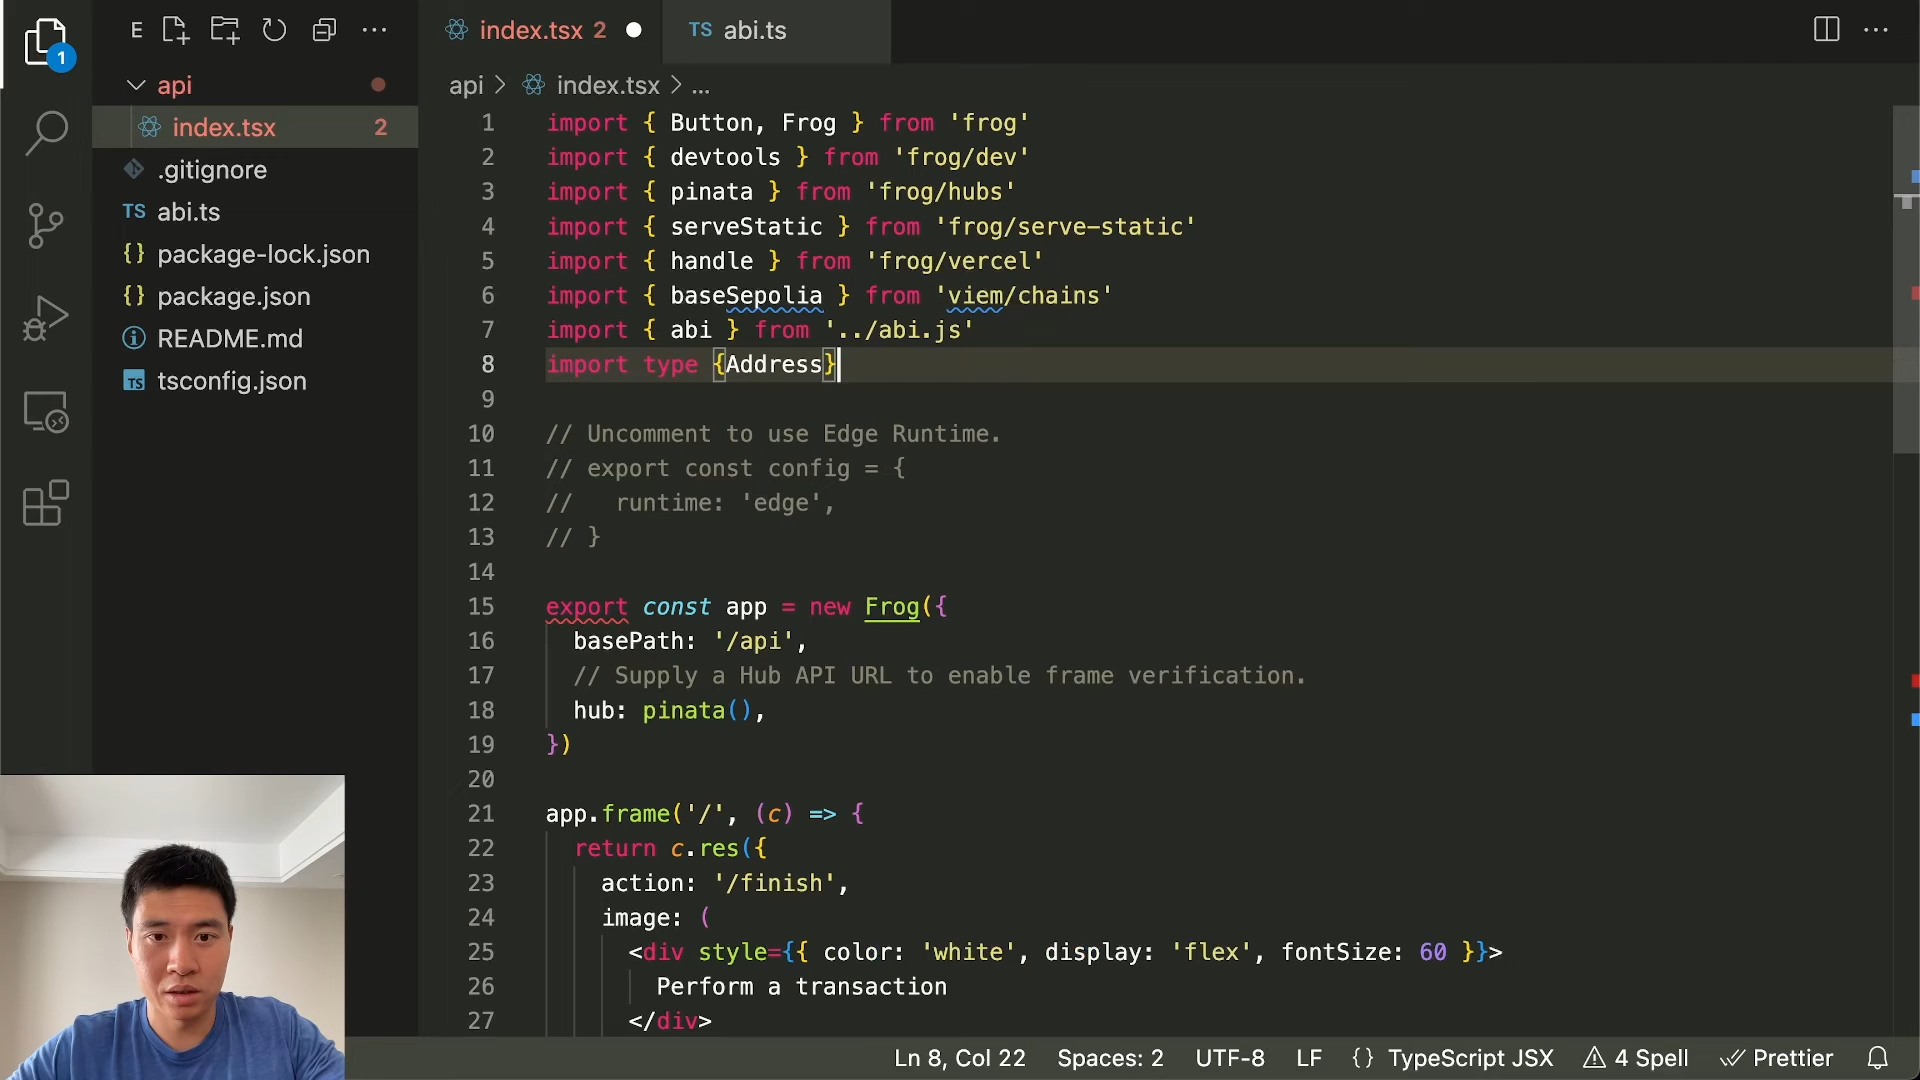 1
E
index.tsx 2
TS abi.ts
api
index.tsx 2
.gitignore
TS abi.ts
{} package-lock.json
{} package.json
README.md
TS tsconfig.json
api > index.tsx > ...
1 import { Button, Frog } from 'frog'
2 import { devtools } from 'frog/dev'
3 import { pinata } from 'frog/hubs'
4 import { serveStatic } from 'frog/serve-static'
5 import { handle } from 'frog/vercel'
6 import { baseSepolia } from 'viem/chains'
7 import { abi } from '../abi.js'
8 import type {Address}
9
10 // Uncomment to use Edge Runtime.
11 // export const config = {
12 //   runtime: 'edge',
13 // }
14
15 export const app = new Frog({
16   basePath: '/api',
17   // Supply a Hub API URL to enable frame verification.
18   hub: pinata(),
19 })
20
21 app.frame('/', (c) => {
22   return c.res({
23     action: '/finish',
24     image: (
25       <div style={{ color: 'white', display: 'flex', fontSize: 60 }}>
26         Perform a transaction
27       </div>
Ln 8, Col 22 Spaces: 2 UTF-8 LF {} TypeScript JSX 4 Spell Prettier